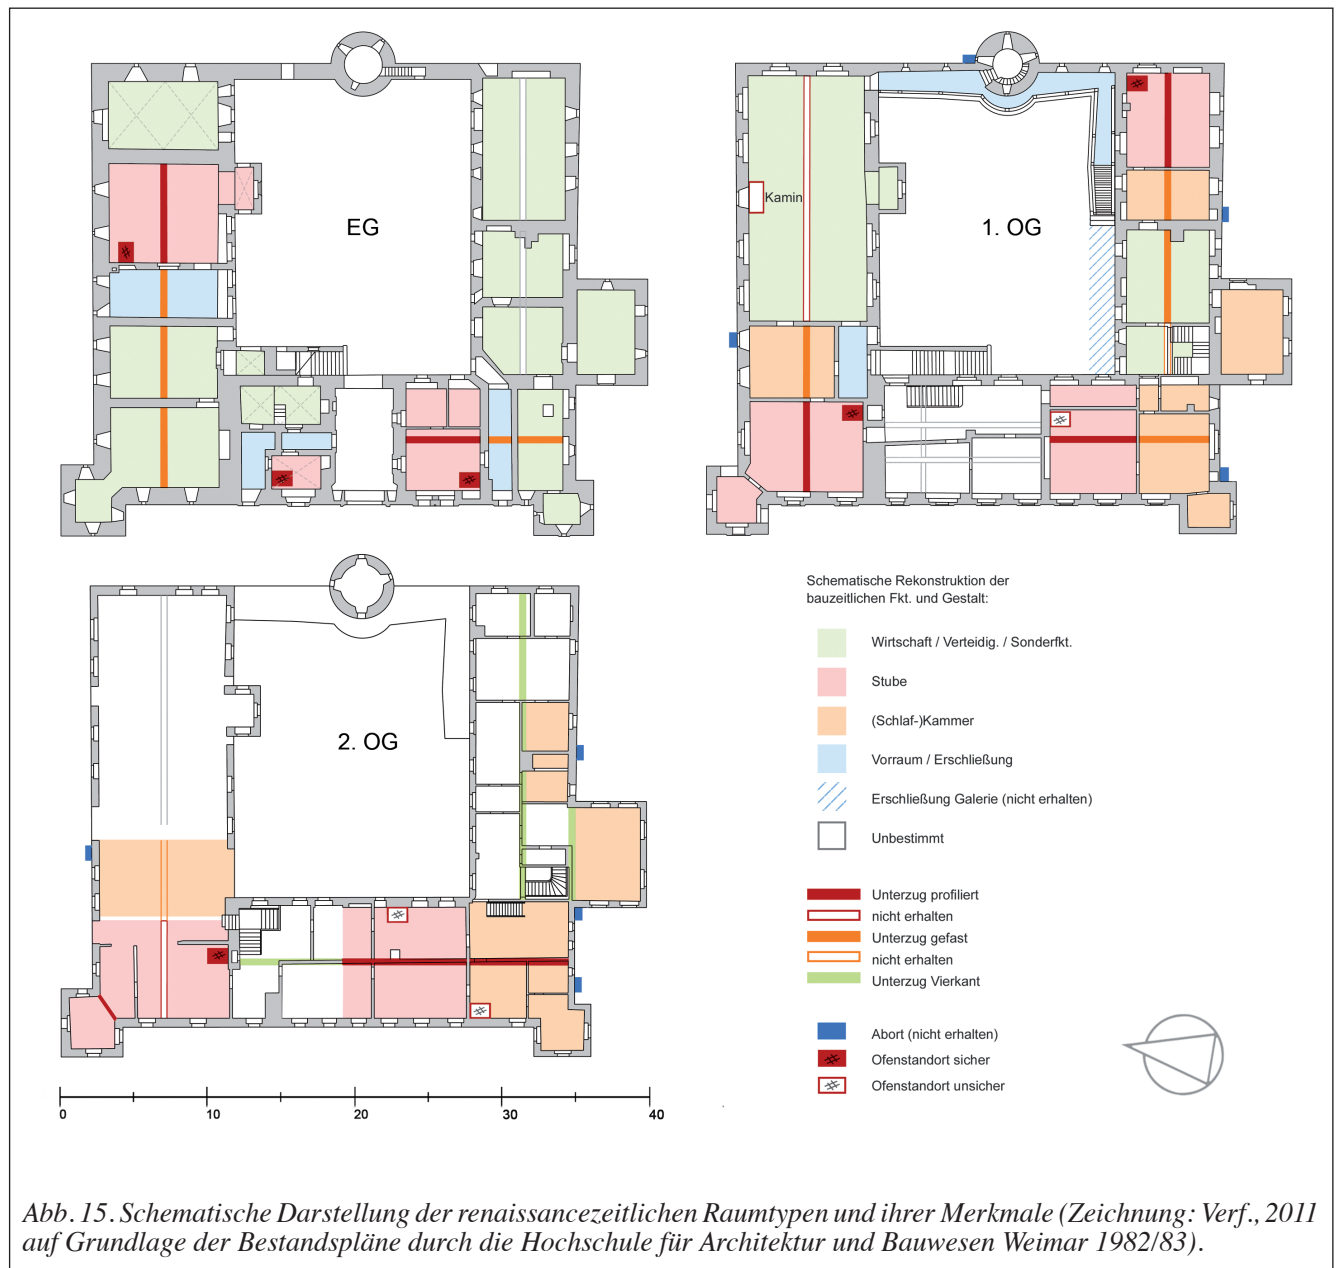 EG
1. OG
Kamin
2. OG
Schematische Rekonstruktion der
bauzeitlichen Fkt. und Gestalt:
Wirtschaft / Verteidig. / Sonderfkt.
Stube
(Schlaf-)Kammer
Vorraum / Erschließung
Erschließung Galerie (nicht erhalten)
Unbestimmt
Unterzug profiliert
nicht erhalten
Unterzug gefast
nicht erhalten
Unterzug Vierkant
Abort (nicht erhalten)
Ofenstandort sicher
Ofenstandort unsicher
0 10 20 30 40
Abb. 15. Schematische Darstellung der renaissancezeitlichen Raumtypen und ihrer Merkmale (Zeichnung: Verf., 2011
auf Grundlage der Bestandspläne durch die Hochschule für Architektur und Bauwesen Weimar 1982/83).